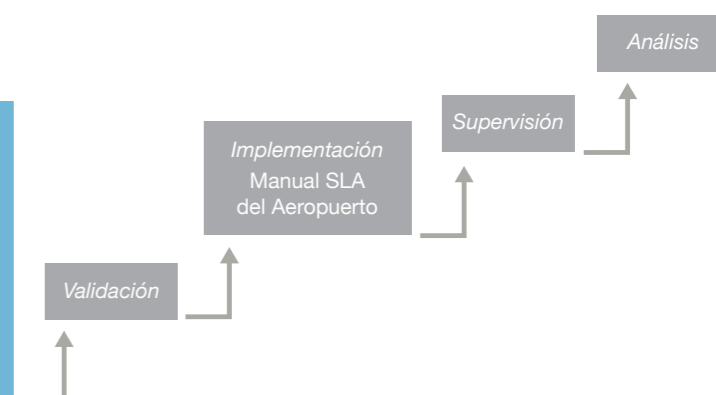 Análisis
Supervisión
Implementación
Manual SLA
del Aeropuerto
Validación